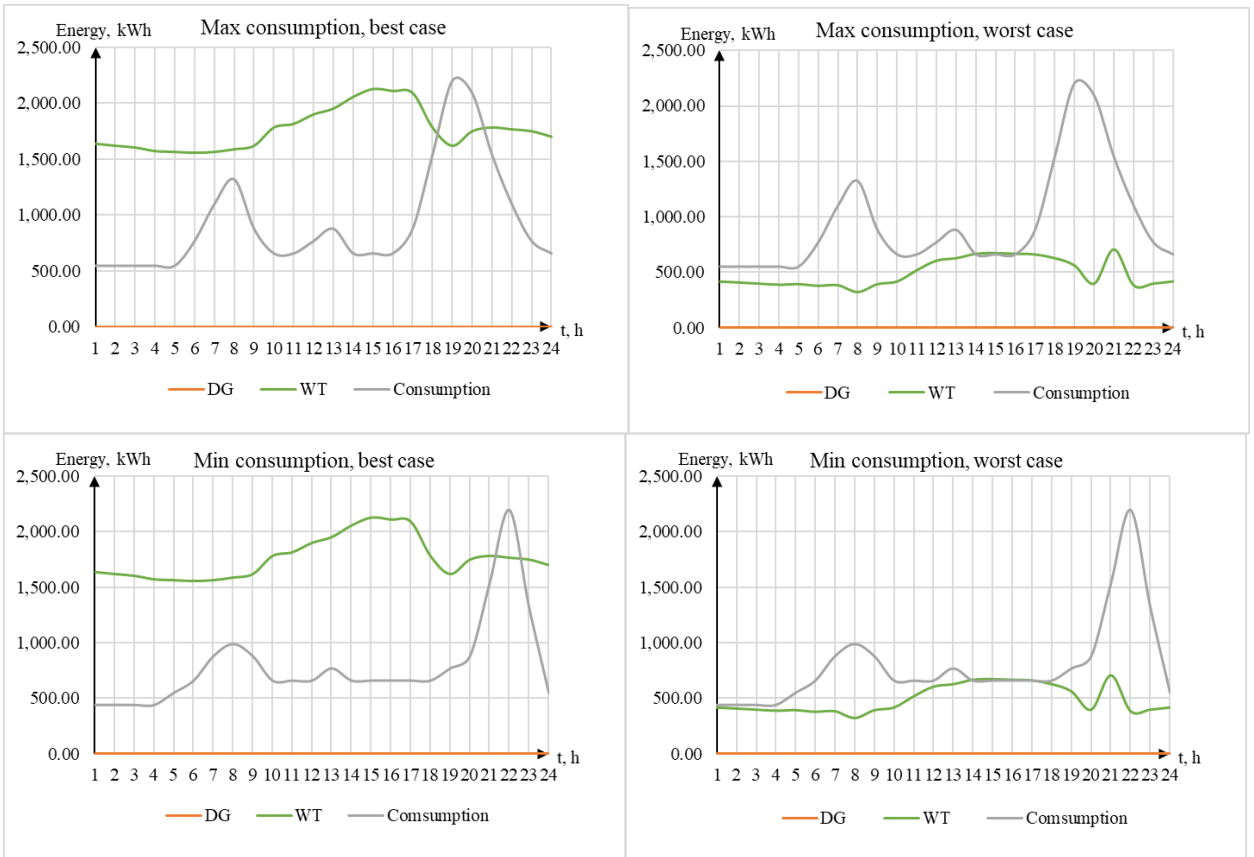 Max consumption, best case
Energy, kWh
2,500.00
2,000.00
1,500.00
1,000.00
500.00
0.00
t, h
1 2 3 4 5 6 7 8 9 10 11 12 13 14 15 16 17 18 19 20 21 22 23 24
DG WT Consumption
Max consumption, worst case
Energy, kWh
2,500.00
2,000.00
1,500.00
1,000.00
500.00
0.00
t, h
1 2 3 4 5 6 7 8 9 10 11 12 13 14 15 16 17 18 19 20 21 22 23 24
DG WT Consumption
Energy, kWh
Min consumption, best case
2,500.00
2,000.00
1,500.00
1,000.00
500.00
0.00
t, h
1 2 3 4 5 6 7 8 9 10 11 12 13 14 15 16 17 18 19 20 21 22 23 24
DG WT Comsumption
Energy, kWh
Min consumption, worst case
2,500.00
2,000.00
1,500.00
1,000.00
500.00
0.00
t, h
1 2 3 4 5 6 7 8 9 10 11 12 13 14 15 16 17 18 19 20 21 22 23 24
DG WT Comsumption